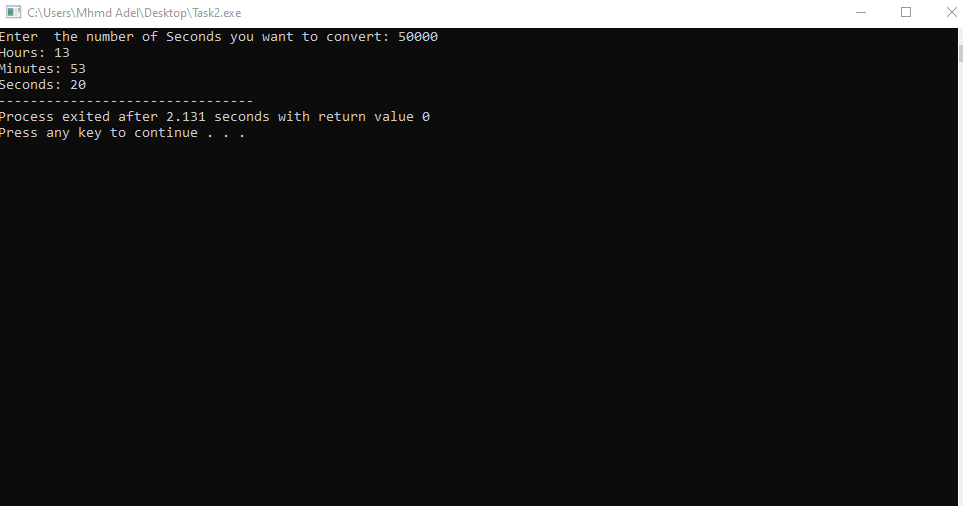 C:\Users\Mhmd Adel\Desktop\Task2.exe
Enter  the number of Seconds you want to convert: 50000
Hours: 13
Minutes: 53
Seconds: 20
--------------------------------
Process exited after 2.131 seconds with return value 0
Press any key to continue . . .